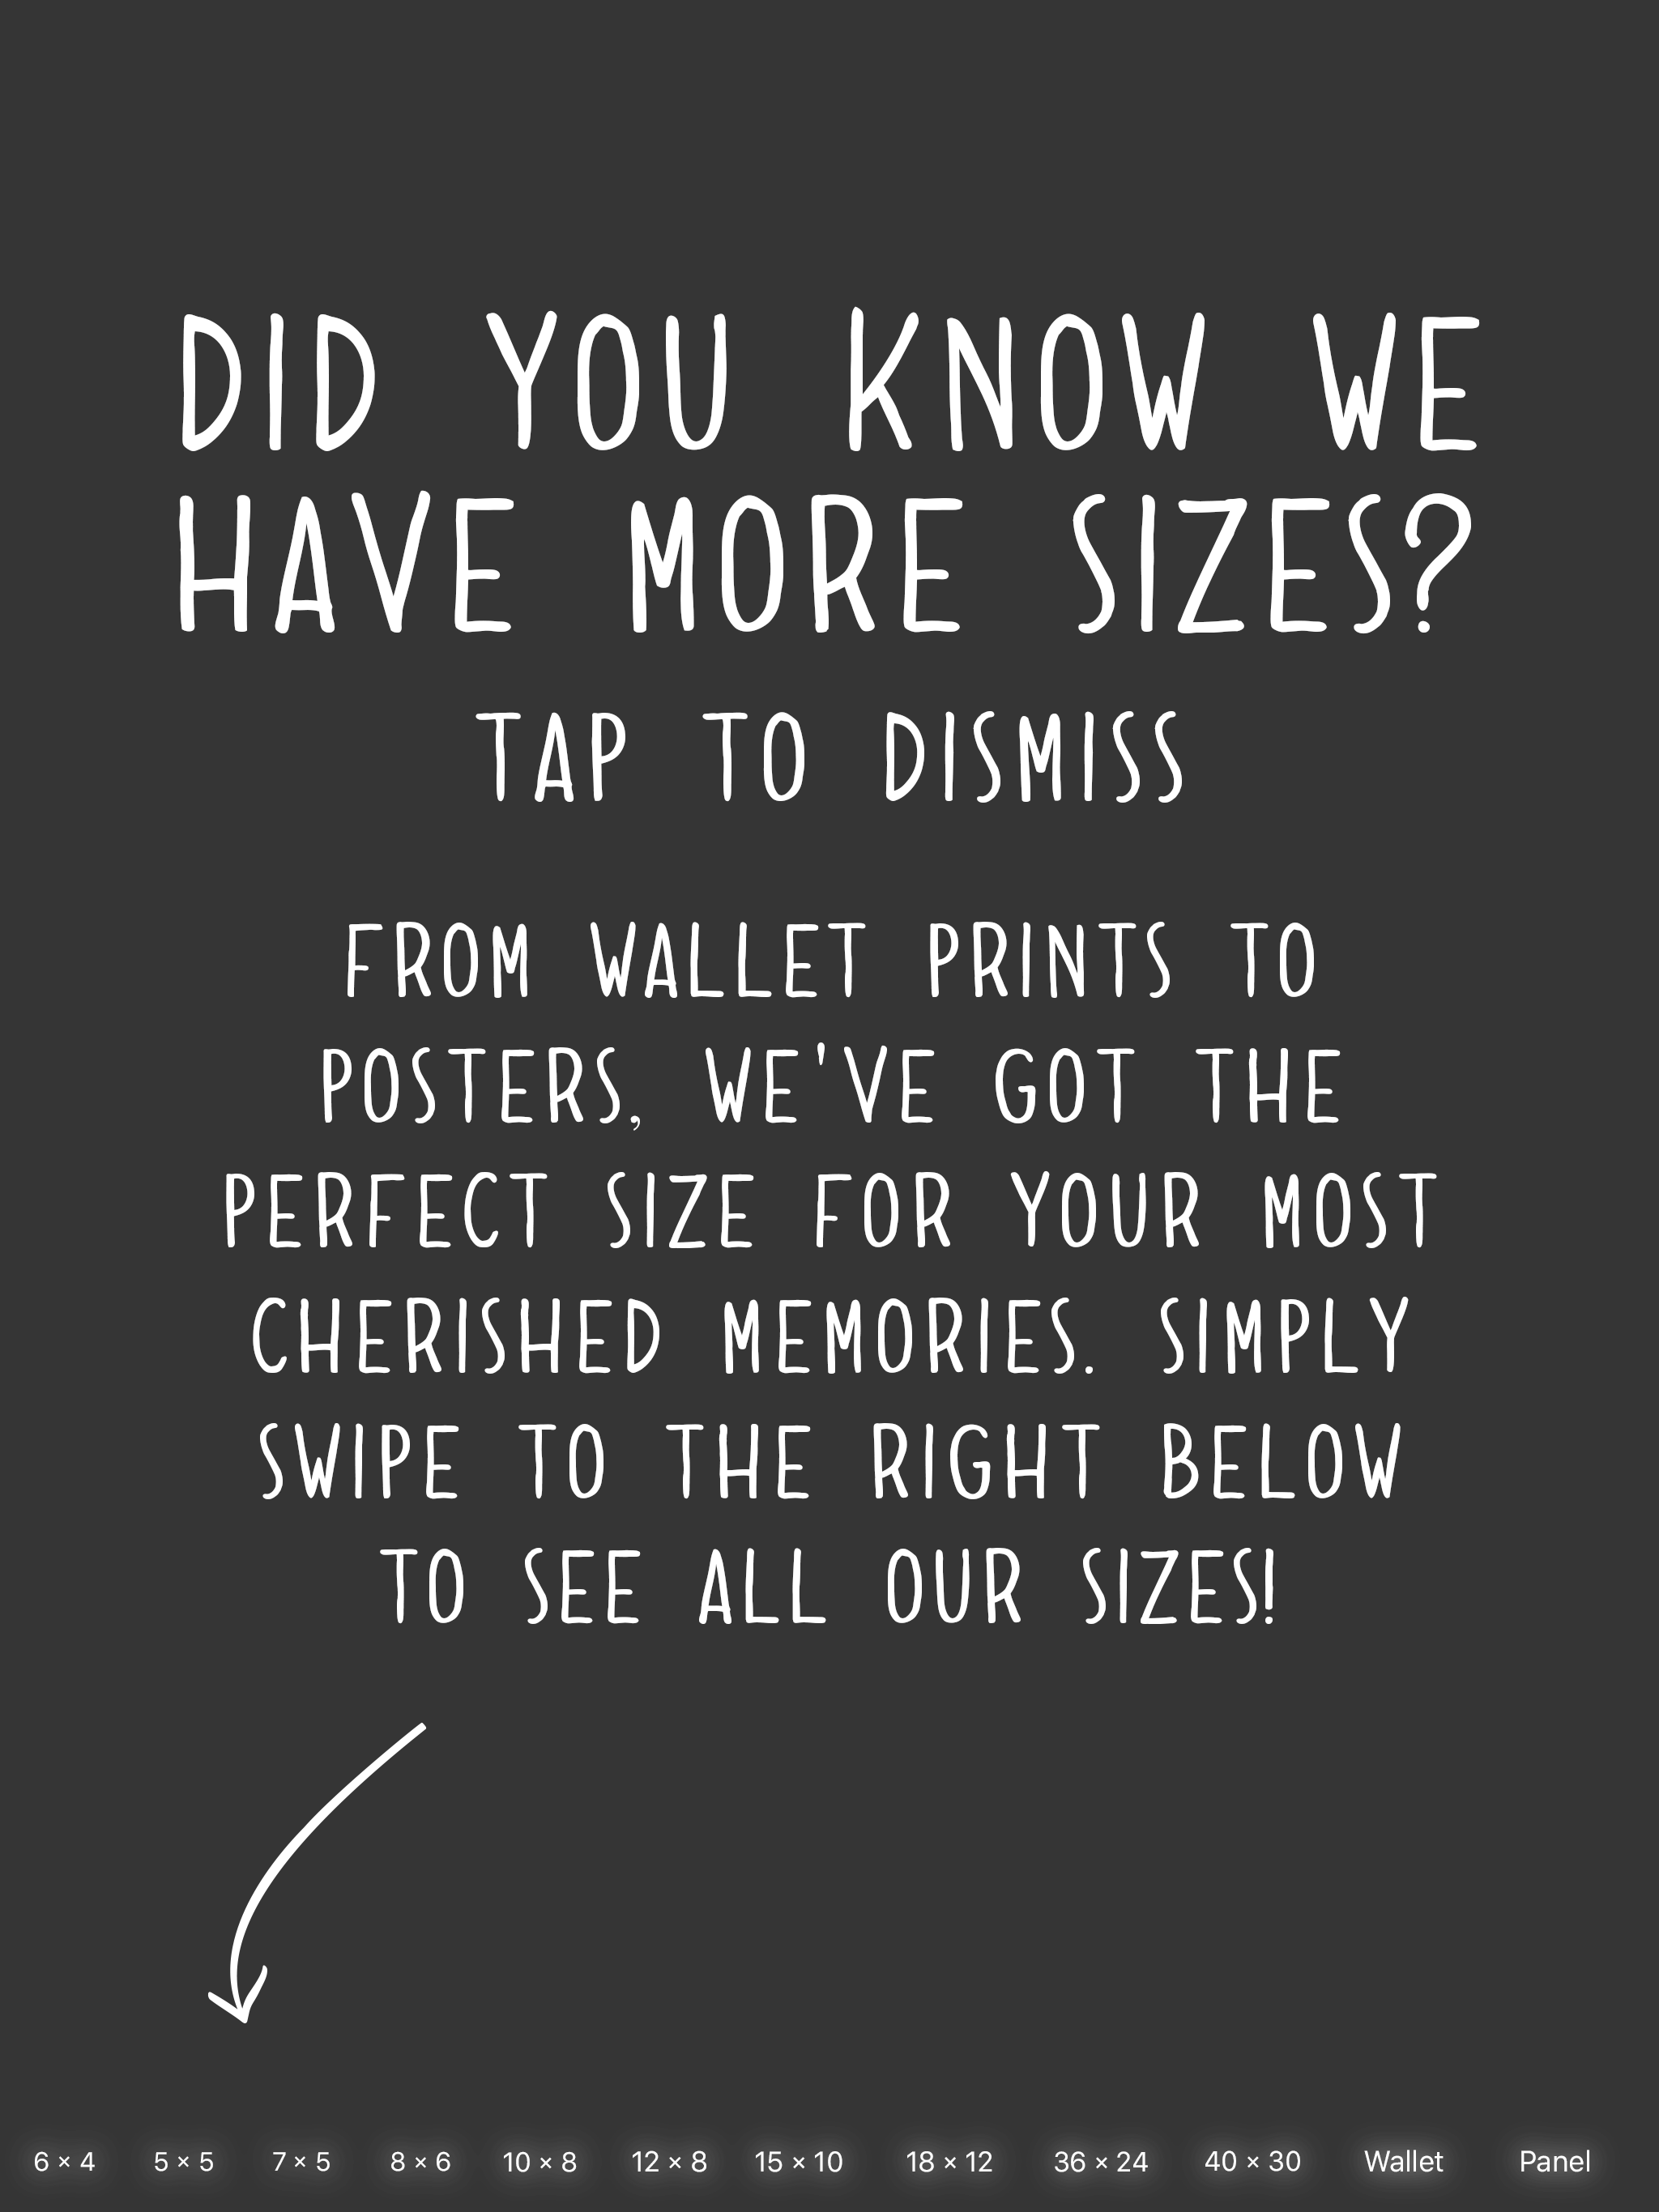 DID YOU KNOW WE
HAVE MORE SIZES?
TAP TO DISMISS
FROM WALLET PRINTS TO
POSTERS, WE'VE GOT THE
PERFECT SIZE FOR YOUR MOST
CHERISHED MEMORIES. SIMPLY
SWIPE TO THE RIGHT BELOW
TO SEE ALL OUR SIZES!
6 × 4 5 × 5 7 × 5 8 × 6 10 × 8 12 × 8 15 × 10 18 × 12 36 × 24 40 × 30 Wallet Panel